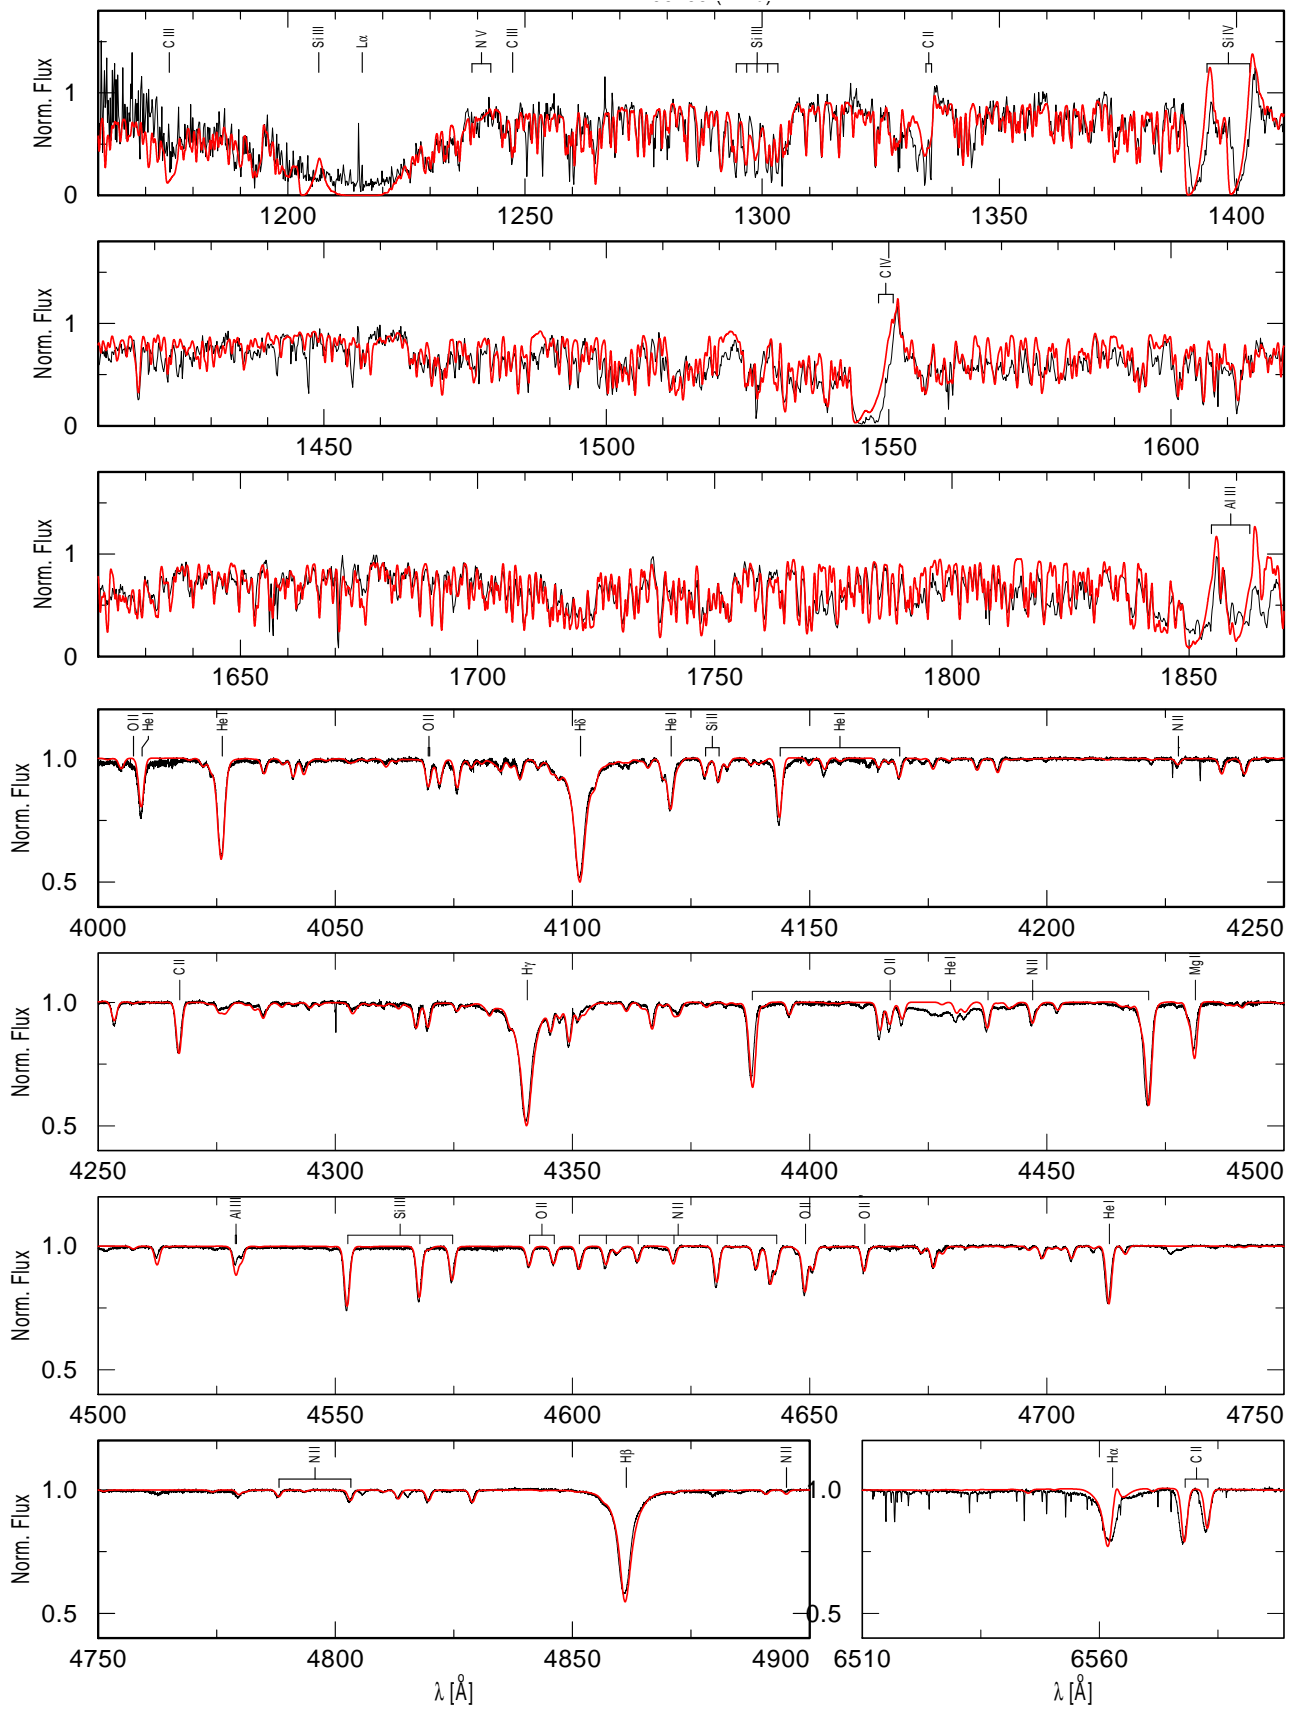 C III Si III Lα N V C III Si III C II Si IV
Norm. Flux
1
0
1200 1250 1300 1350 1400
C IV
Norm. Flux
1
0
1450 1500 1550 1600
Al III
Norm. Flux
1
0
1650 1700 1750 1800 1850
O II He I He I O II Hδ He I Si II He I N II
Norm. Flux
1.0
0.5
4000 4050 4100 4150 4200 4250
C II Hγ O II He I N II Mg I
Norm. Flux
1.0
0.5
4250 4300 4350 4400 4450 4500
Al III Si III O II N II O II O II He I
Norm. Flux
1.0
0.5
4500 4550 4600 4650 4700 4750
N II Hβ N II Hα C II
Norm. Flux
1.0 1.0
0.5 0.5
4750 4800 4850 4900 6510 6560
λ [Å] λ [Å]